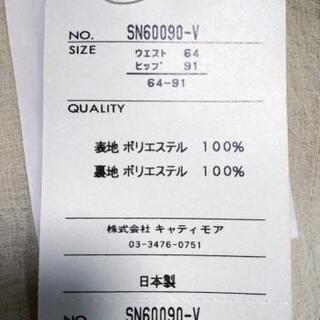 NO. SN60090-V
SIZE ウエスト 64
ヒップ 91
64-91
QUALITY
表地 ポリエステル 100%
裏地 ポリエステル 100%
株式会社 キャティモア
03-3476-0751
日本製
NO. SN60090-V